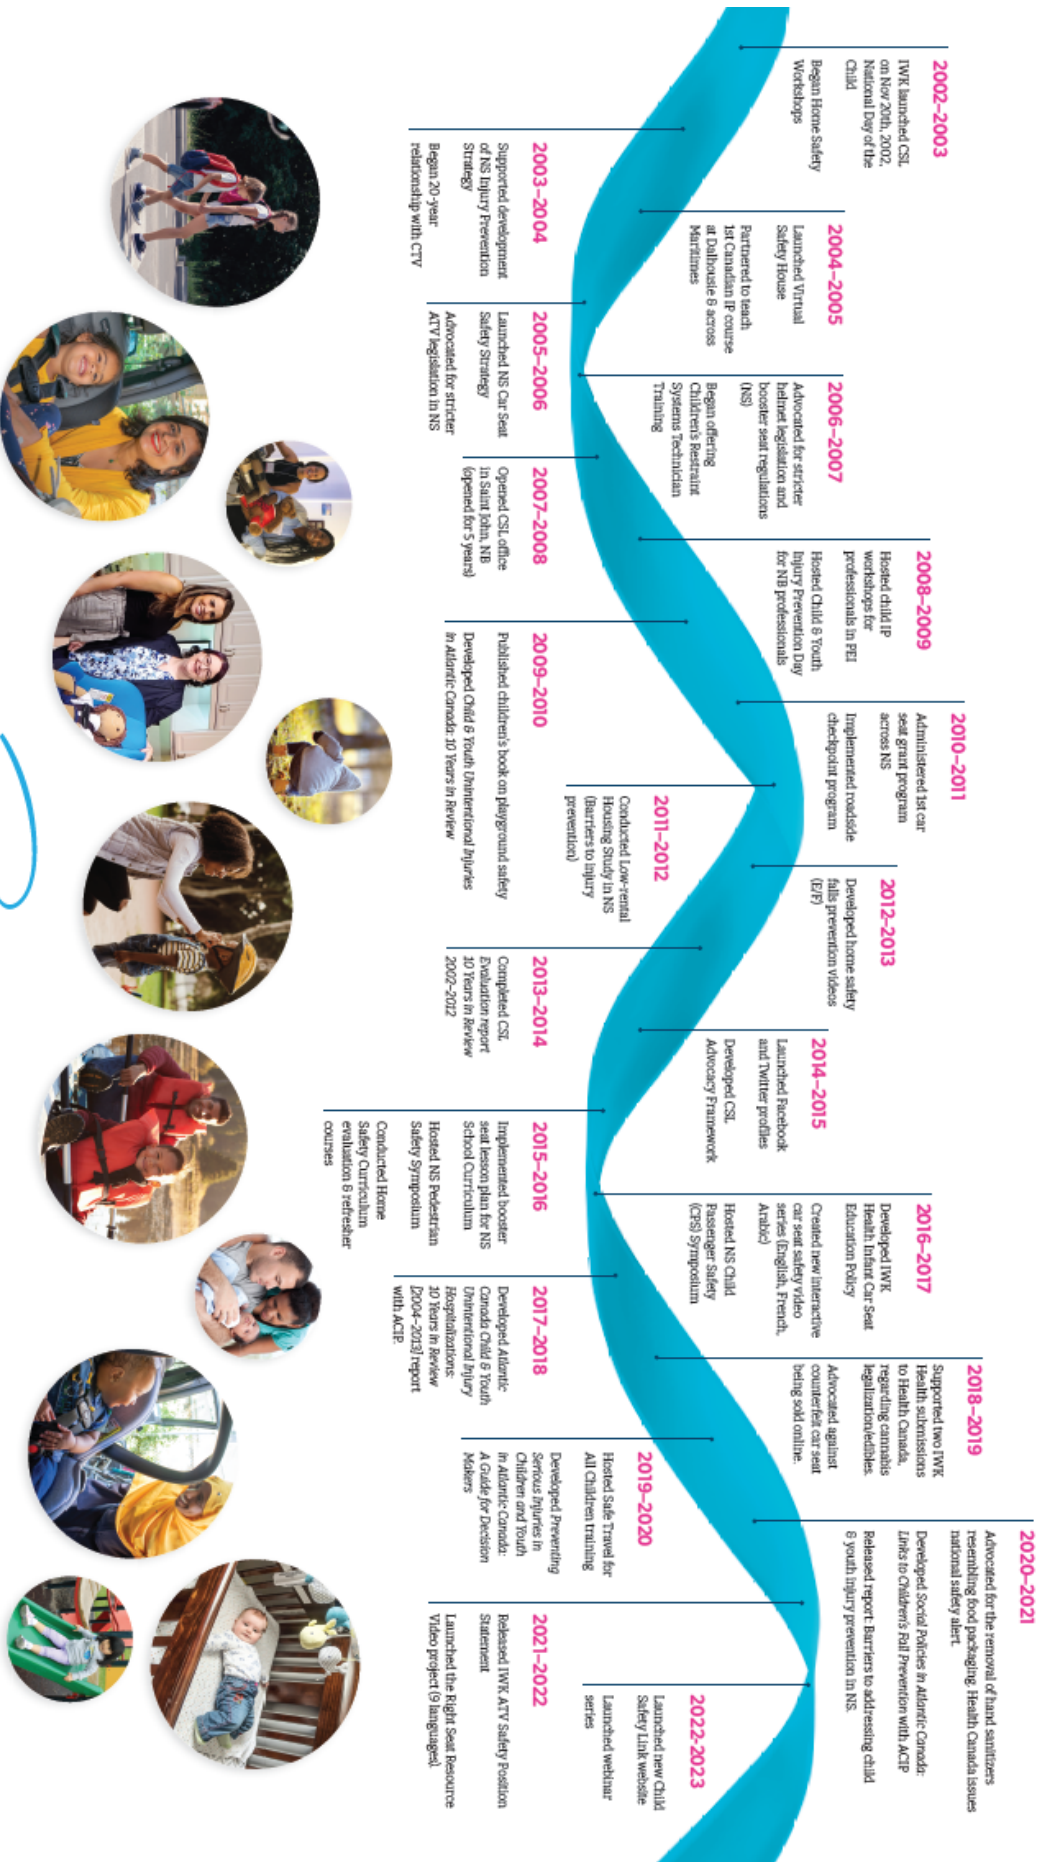 2002–2003
IWK launched CSL
on Nov 20th, 2002,
National Day of the
Child
Began Home Safety
Workshops
2003–2004
Supported development
of NS Injury Prevention
Strategy
Began 20-year
relationship with CTV
2004–2005
Launched Virtual
Safety House
Partnered to teach
1st Canadian IP course
at Dalhousie & across
Maritimes
2005–2006
Launched NS Car Seat
Safety Strategy
Advocated for stricter
ATV legislation in NS
2006–2007
Advocated for stricter
helmet legislation and
booster seat regulations
(NS)
Began offering
Children's Restraint
Systems Technician
Training
2007–2008
Opened CSL office
in Saint John, NB
(opened for 5 years)
2008–2009
Hosted child IP
workshops for
professionals in PEI
Hosted Child & Youth
Injury Prevention Day
for NB professionals
2009–2010
Published children's book on playground safety
Developed Child & Youth Unintentional Injuries
in Atlantic Canada: 10 Years in Review
2010–2011
Administered 1st car
seat grant program
across NS
Implemented roadside
checkpoint program
2011–2012
Conducted Low-rental
Housing Study in NS
(Barriers to injury
prevention)
2012–2013
Developed home safety
falls prevention videos
(E/F)
2013–2014
Completed CSL
Evaluation report
10 Years in Review
2002–2012
2014–2015
Launched Facebook
and Twitter profiles
Developed CSL
Advocacy Framework
2015–2016
Implemented booster
seat lesson plan for NS
School Curriculum
Hosted NS Pedestrian
Safety Symposium
Conducted Home
Safety Curriculum
evaluation & refresher
courses
2016–2017
Developed IWK
Health Infant Car Seat
Education Policy
Created new interactive
car seat safety video
series (English, French,
Arabic)
Hosted NS Child
Passenger Safety
(CPS) Symposium
2017–2018
Developed Atlantic
Canada Child & Youth
Unintentional Injury
Hospitalizations:
10 Years in Review
[2004–2013] report
with ACIP.
2018–2019
Supported two IWK
Health submissions
to Health Canada,
regarding cannabis
legalization/edibles.
Advocated against
counterfeit car seat
being sold online.
2019–2020
Hosted Safe Travel for
All Children training
Developed Preventing
Serious Injuries in
Children and Youth
in Atlantic Canada:
A Guide for Decision
Makers
2020–2021
Advocated for the removal of hand sanitizers
resembling food packaging. Health Canada issues
national safety alert.
Developed Social Policies in Atlantic Canada:
Links to Children's Fall Prevention with ACIP
Released report: Barriers to addressing child
& youth injury prevention in NS.
2021–2022
Released IWK ATV Safety Position
Statement
Launched the Right Seat Resource
Video project (9 languages).
2022-2023
Launched new Child
Safety Link website
Launched webinar
series